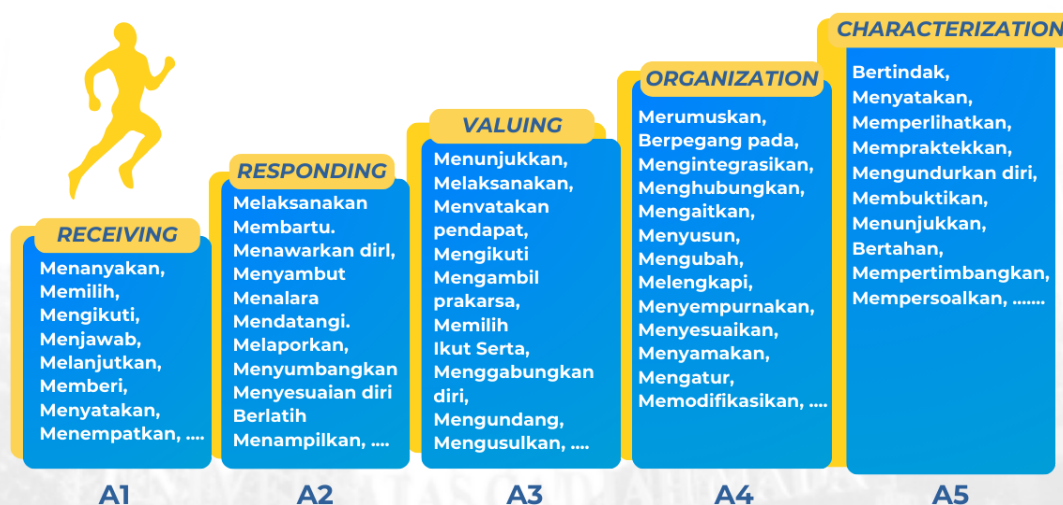 RECEIVING
Menanyakan,
Memilih,
Mengikuti,
Menjawab,
Melanjutkan,
Memberi,
Menyatakan,
Menempatkan, ....
A1
RESPONDING
Melaksanakan
Membartu.
Menawarkan dirl,
Menyambut
Menalara
Mendatangi.
Melaporkan,
Menyumbangkan
Menyesuaian diri
Berlatih
Menampilkan, ....
A2
VALUING
Menunjukkan,
Melaksanakan,
Menvatakan
pendapat,
Mengikuti
Mengambil
prakarsa,
Memilih
Ikut Serta,
Menggabungkan
diri,
Mengundang,
Mengusulkan, ....
A3
ORGANIZATION
Merumuskan,
Berpegang pada,
Mengintegrasikan,
Menghubungkan,
Mengaitkan,
Menyusun,
Mengubah,
Melengkapi,
Menyempurnakan,
Menyesuaikan,
Menyamakan,
Mengatur,
Memodifikasikan, ....
A4
CHARACTERIZATION
Bertindak,
Menyatakan,
Memperlihatkan,
Mempraktekkan,
Mengundurkan diri,
Membuktikan,
Menunjukkan,
Bertahan,
Mempertimbangkan,
Mempersoalkan, .......
A5